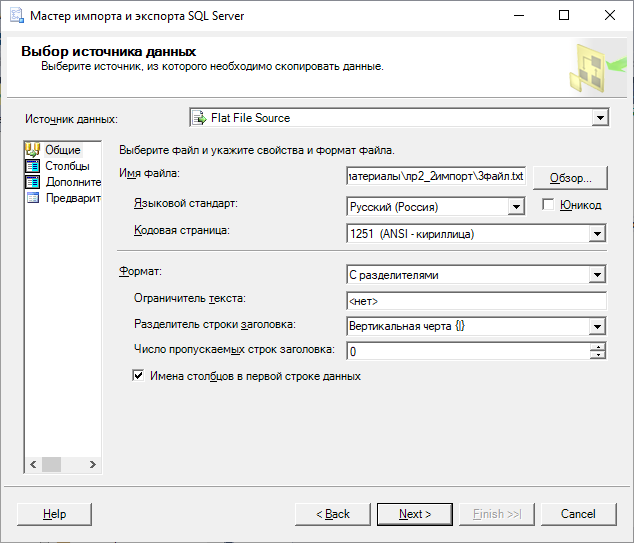 Мастер импорта и экспорта SQL Server
Выбор источника данных
Выберите источник, из которого необходимо скопировать данные.
Источник данных: Flat File Source
Общие
Столбцы
Дополните
Предварит
Выберите файл и укажите свойства и формат файла.
Имя файла: материалы\пр2_2импорт\3файл.txt Обзор...
Языковой стандарт: Русский (Россия) Юникод
Кодовая страница: 1251 (ANSI - кириллица)
Формат: С разделителями
Ограничитель текста: <нет>
Разделитель строки заголовка: Вертикальная черта {|}
Число пропускаемых строк заголовка: 0
Имена столбцов в первой строке данных
Help < Back Next > Finish >>| Cancel